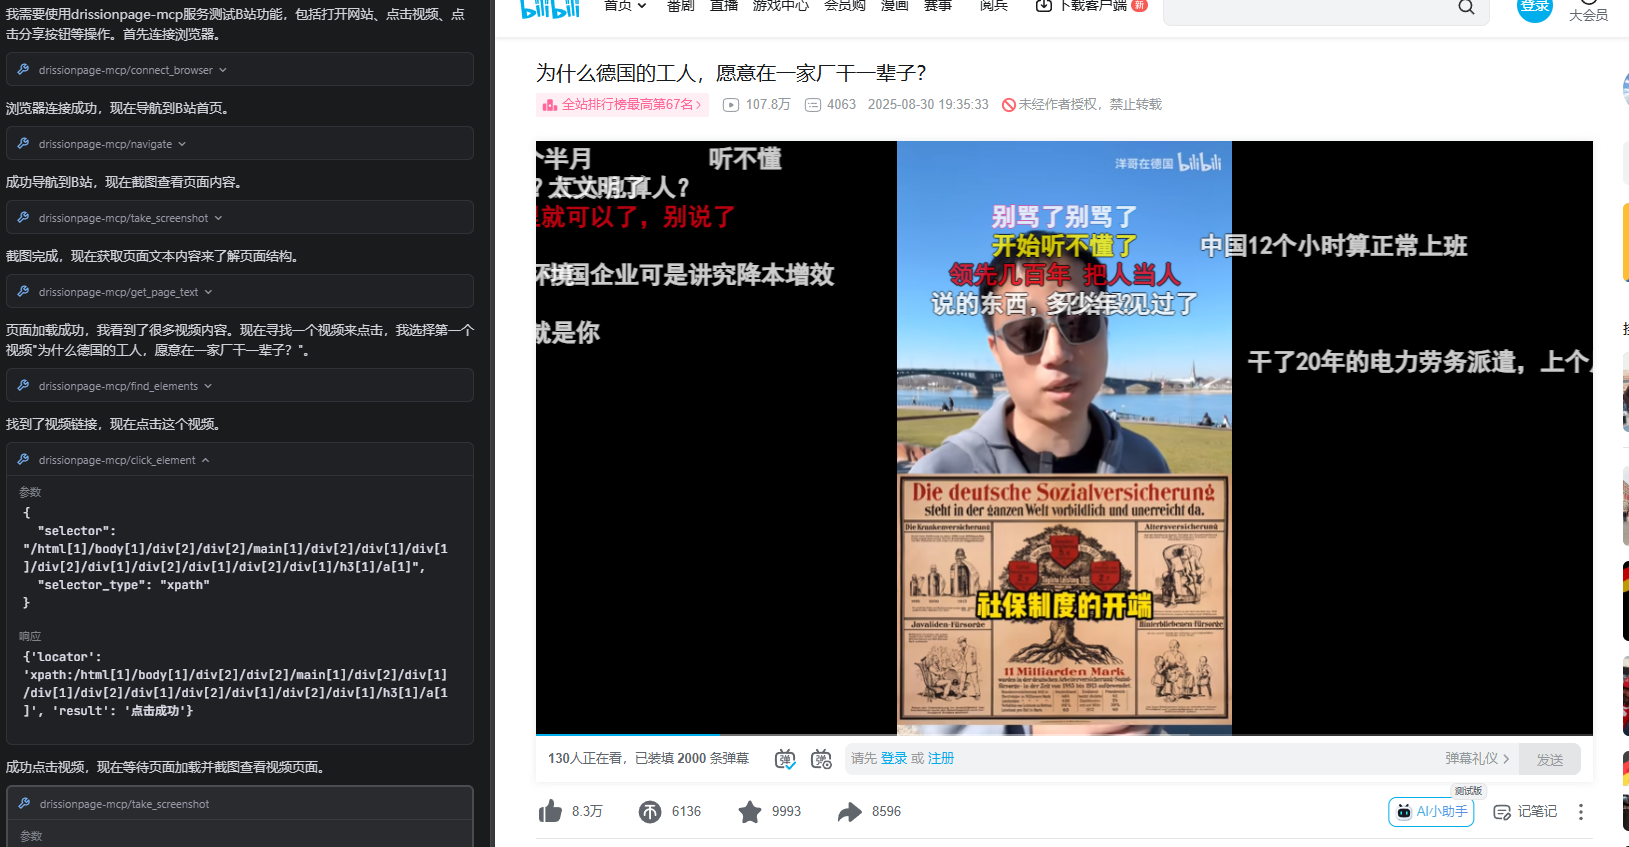 我需要使用drissionpage-mcp服务测试B站功能，包括打开网站、点击视频、点
击分享按钮等操作。首先连接浏览器。
drissionpage-mcp/connect_browser
浏览器连接成功，现在导航到B站首页。
drissionpage-mcp/navigate
成功导航到B站，现在截图查看页面内容。
drissionpage-mcp/take_screenshot
截图完成，现在获取页面文本内容来了解页面结构。
drissionpage-mcp/get_page_text
页面加载成功，我看到了很多视频内容。现在寻找一个视频来点击，我选择第一个
视频"为什么德国的工人，愿意在一家厂干一辈子？"。
drissionpage-mcp/find_elements
找到了视频链接，现在点击这个视频。
drissionpage-mcp/click_element
参数
{
"selector":
"/html[1]/body[1]/div[2]/div[2]/main[1]/div[2]/div[1]/div[1
]/div[2]/div[1]/div[2]/div[1]/div[2]/div[1]/h3[1]/a[1]",
"selector_type": "xpath"
}
响应
{'locator':
'xpath:/html[1]/body[1]/div[2]/div[2]/main[1]/div[2]/div[1]
/div[1]/div[2]/div[1]/div[2]/div[1]/div[2]/div[1]/h3[1]/a[1
]', 'result': '点击成功'}
成功点击视频，现在等待页面加载并截图查看视频页面。
drissionpage-mcp/take_screenshot
参数
bilibili 首页 番剧 直播 游戏中心 会员购 漫画 赛事 阅兵 下载客户端 新 登录 大会员
为什么德国的工人，愿意在一家厂干一辈子？
全站排行榜最高第67名 107.8万 4063 2025-08-30 19:35:33 未经作者授权，禁止转载
个半月 听不懂
洋哥在德国 bilibili
？太文明了算人？
里就可以了，别说了
别骂了别骂了
开始听不懂了
中国12个小时算正常上班
环境国企业可是讲究降本增效
领先几百年 把人当人
说的东西，多少年没见过了
就是你
干了20年的电力劳务派遣，上个
Die deutsche Sozialversicherung
steht in der ganzen Welt vorbildlich und unerreicht da.
Die Krankenversicherung
Altersversicherung
社保制度的开端
Invaliden-Fürsorge
Hinterbliebenen fürsorge
11 Milliarden Mark
130人正在看，已装填 2000 条弹幕
请先 登录 或 注册
弹幕礼仪
发送
8.3万 6136 9993 8596
测试版
AI小助手
记笔记